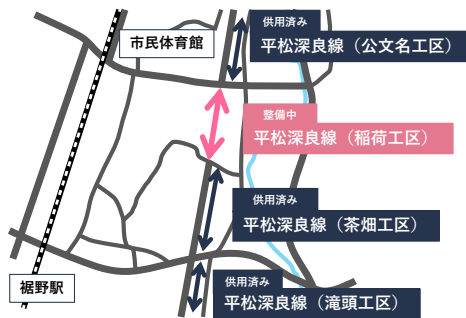 供用済み
平松深良線（公文名工区）
市民体育館
整備中
平松深良線（稲荷工区）
供用済み
平松深良線（茶畑工区）
供用済み
平松深良線（滝頭工区）
裾野駅